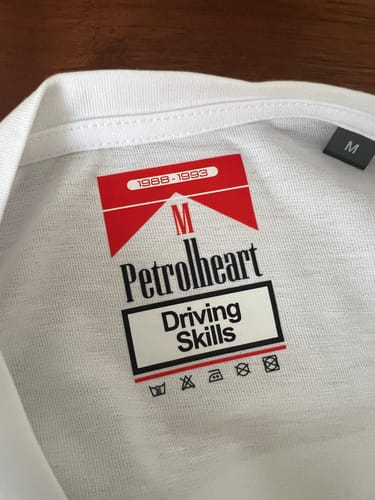 1988-1993
M
Petrolheart
Driving
Skills
M